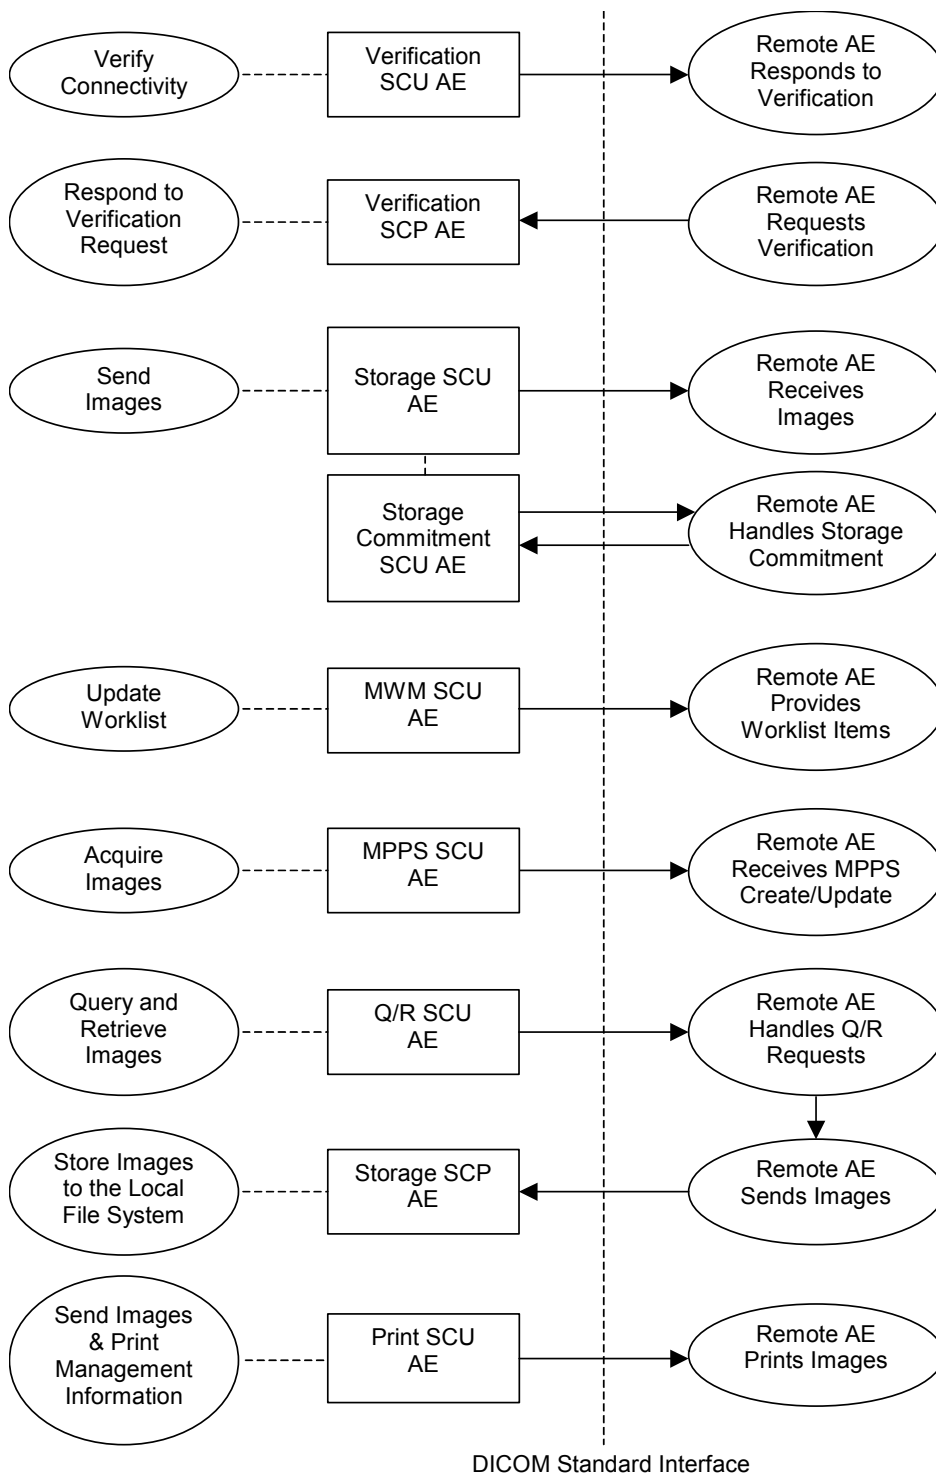 Verify
Connectivity
Verification
SCU AE
Remote AE
Responds to
Verification
Respond to
Verification
Request
Verification
SCP AE
Remote AE
Requests
Verification
Send
Images
Storage SCU
AE
Remote AE
Receives
Images
Storage
Commitment
SCU AE
Remote AE
Handles Storage
Commitment
Update
Worklist
MWM SCU
AE
Remote AE
Provides
Worklist Items
Acquire
Images
MPPS SCU
AE
Remote AE
Receives MPPS
Create/Update
Query and
Retrieve
Images
Q/R SCU
AE
Remote AE
Handles Q/R
Requests
Store Images
to the Local
File System
Storage SCP
AE
Remote AE
Sends Images
Send Images
& Print
Management
Information
Print SCU
AE
Remote AE
Prints Images
DICOM Standard Interface